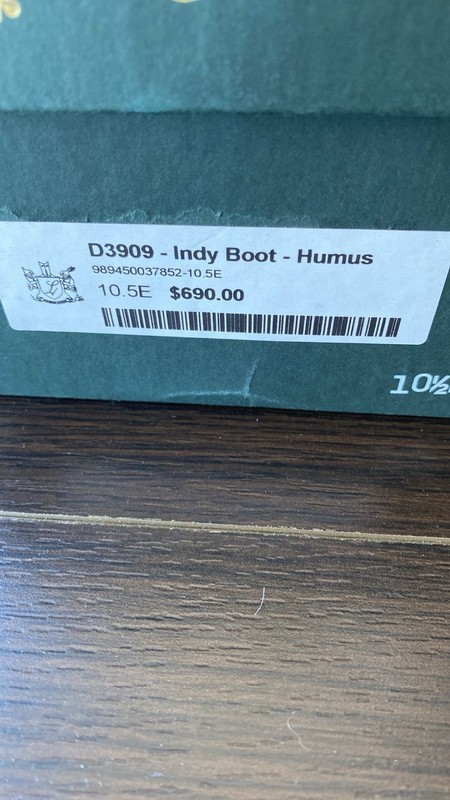 D3909 - Indy Boot - Humus
989450037852-10.5E
10.5E $690.00
10½